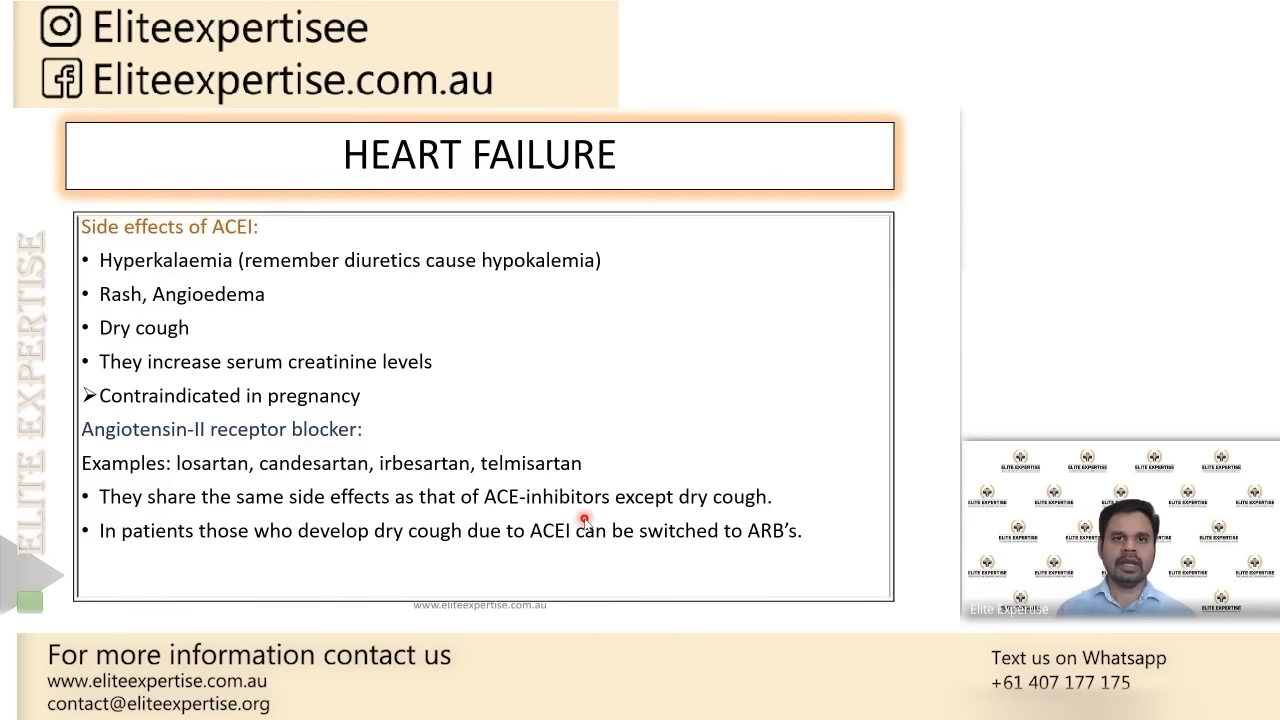 Eliteexpertisee
Eliteexpertise.com.au
HEART FAILURE
ELITE EXPERTISE
Side effects of ACEI:
• Hyperkalaemia (remember diuretics cause hypokalemia)
• Rash, Angioedema
• Dry cough
• They increase serum creatinine levels
➢Contraindicated in pregnancy
Angiotensin-II receptor blocker:
Examples: losartan, candesartan, irbesartan, telmisartan
• They share the same side effects as that of ACE-inhibitors except dry cough.
• In patients those who develop dry cough due to ACEI can be switched to ARB's.
www.eliteexpertise.com.au
ELITE EXPERTISE
Elite Expertise
For more information contact us
www.eliteexpertise.com.au
contact@eliteexpertise.org
Text us on Whatsapp
+61 407 177 175